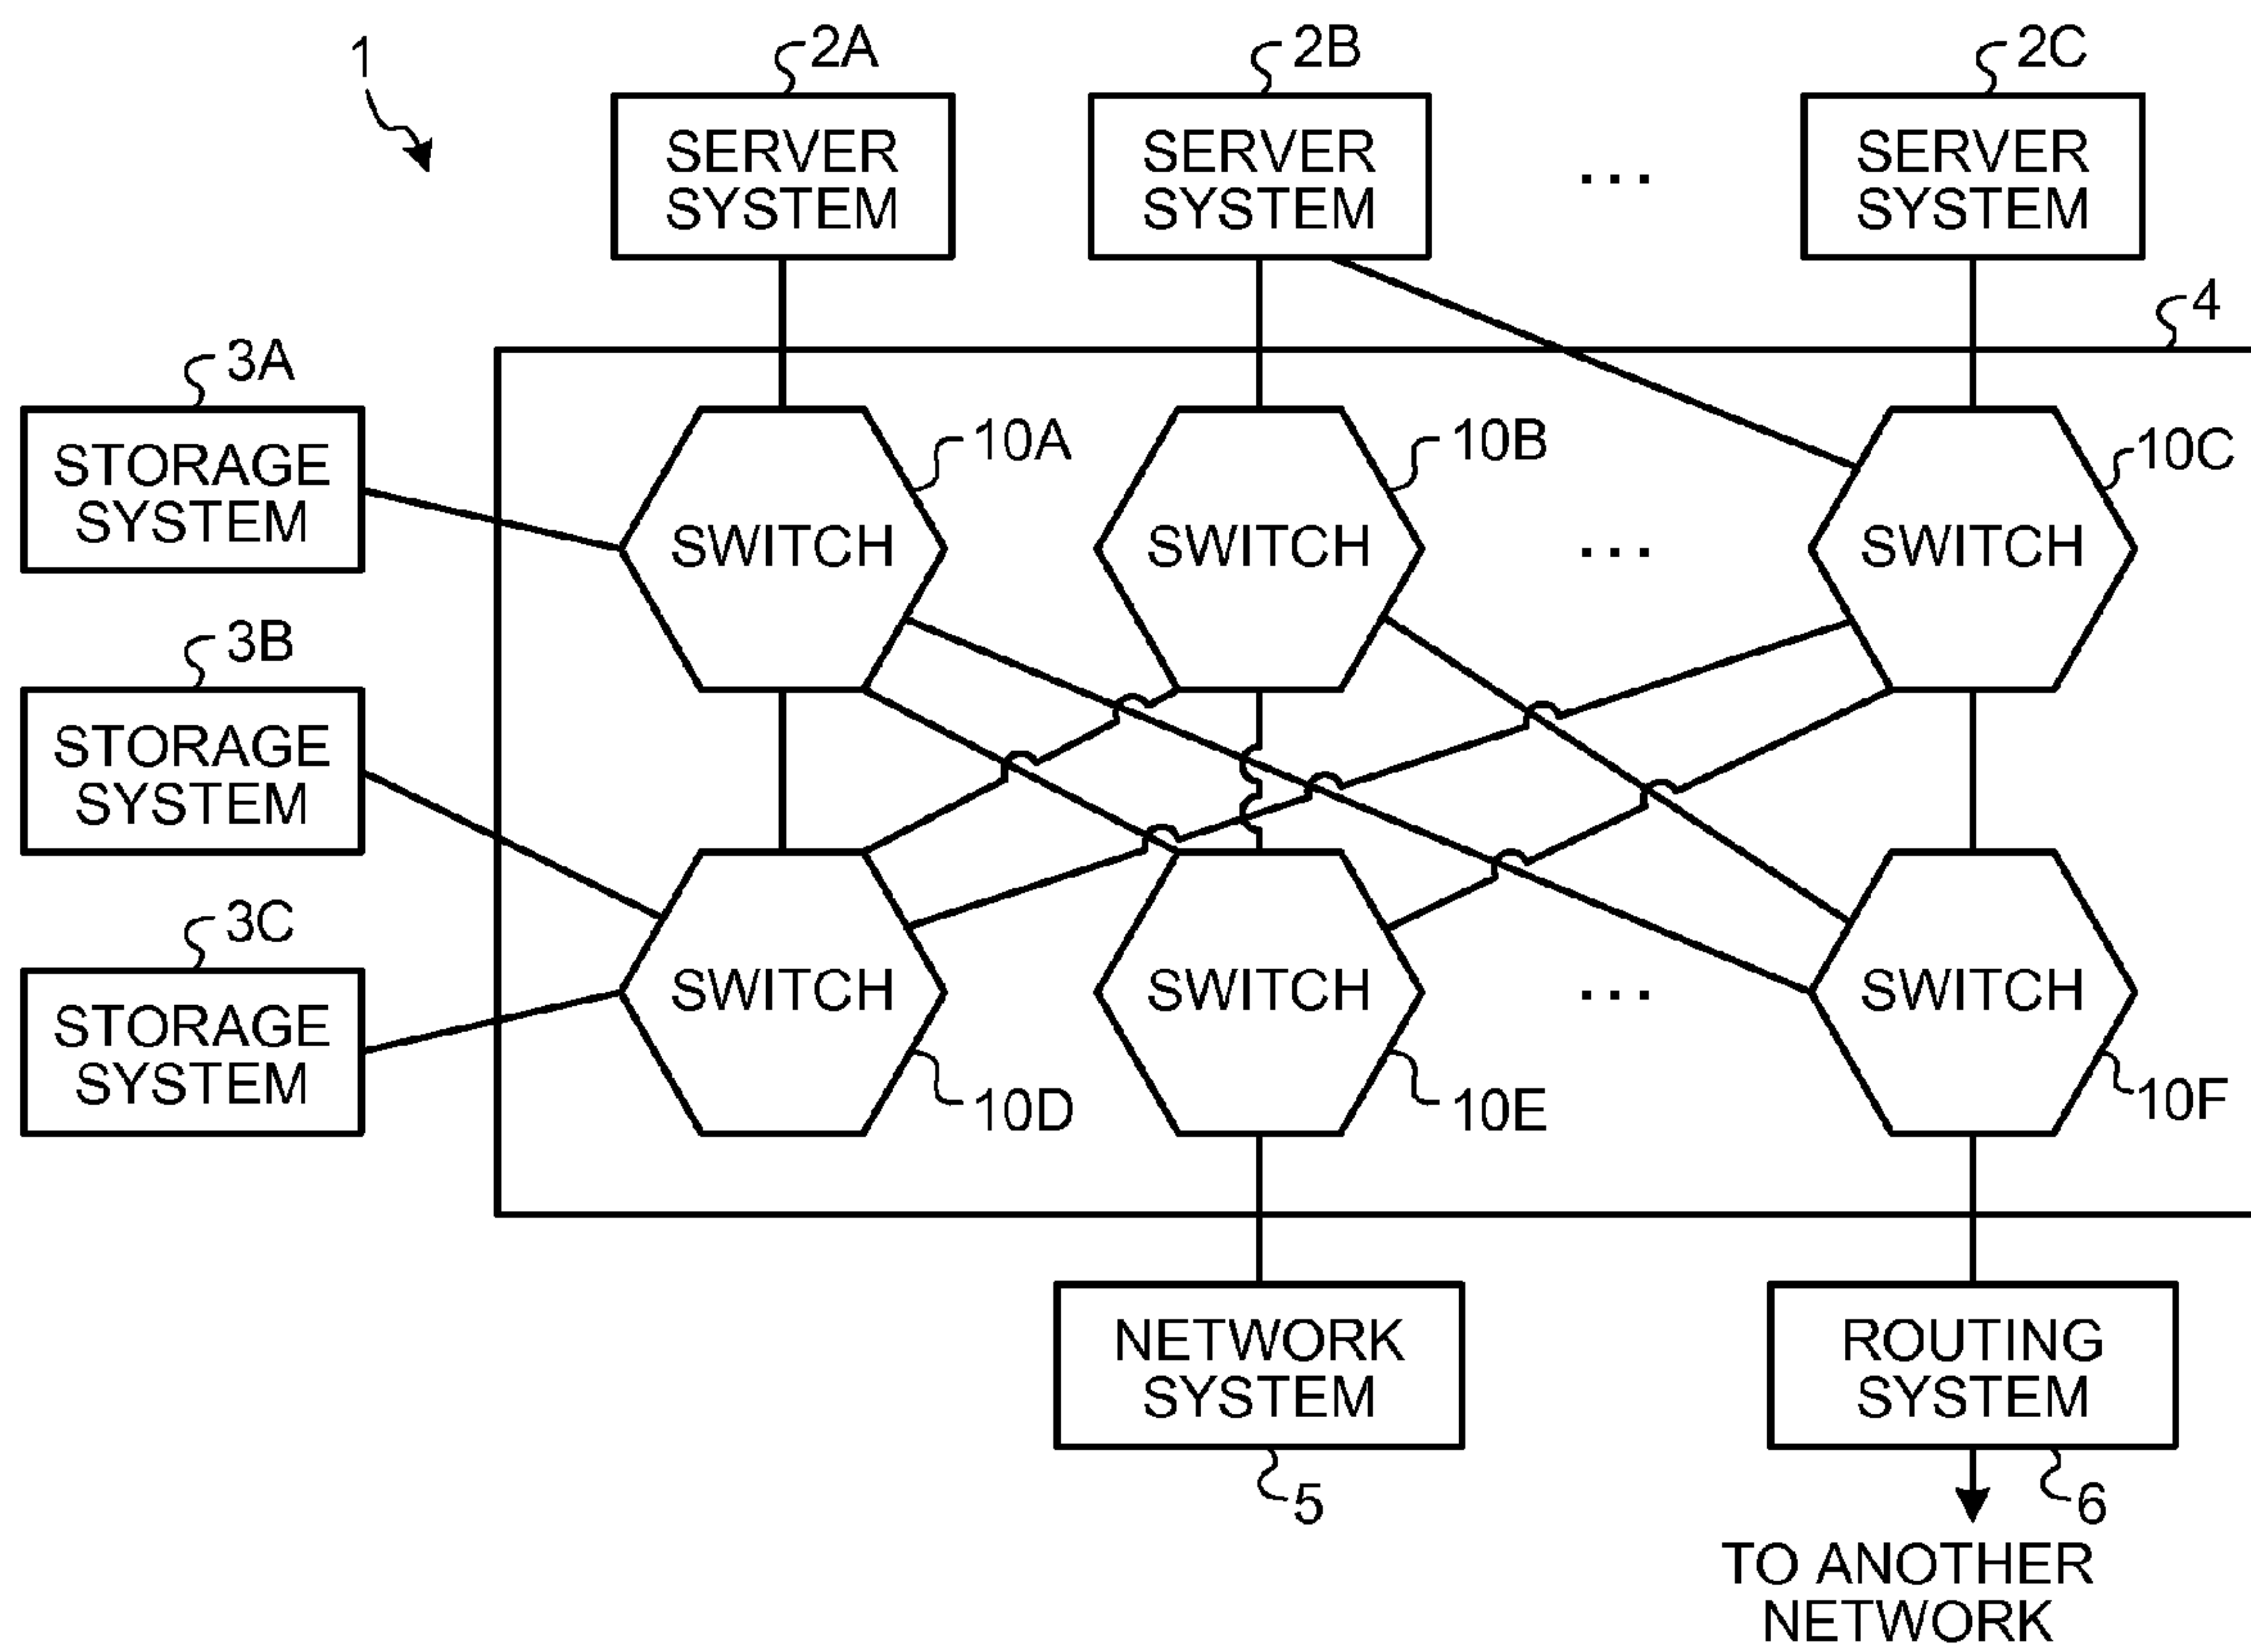 1
2A
2B
2C
SERVER
SYSTEM
SERVER
SYSTEM
...
SERVER
SYSTEM
4
3A
STORAGE
SYSTEM
10A
10B
10C
SWITCH
SWITCH
...
SWITCH
3B
STORAGE
SYSTEM
3C
STORAGE
SYSTEM
SWITCH
SWITCH
...
SWITCH
10D
10E
10F
NETWORK
SYSTEM
ROUTING
SYSTEM
5
6
TO ANOTHER
NETWORK